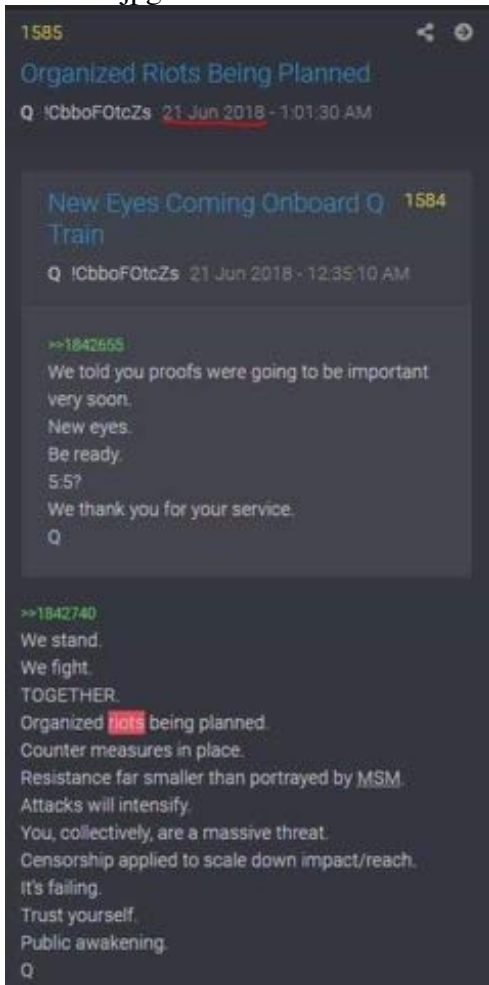 jpg
1585
Organized Riots Being Planned
Q !CbboFOtcZs 21 Jun 2018 - 1:01:30 AM
New Eyes Coming Onboard Q 1584
Train
Q !CbboFOtcZs 21 Jun 2018 - 12:35:10 AM
>>1842655
We told you proofs were going to be important
very soon.
New eyes.
Be ready.
5:5?
We thank you for your service.
Q
>>1842740
We stand.
We fight.
TOGETHER.
Organized riots being planned.
Counter measures in place.
Resistance far smaller than portrayed by MSM.
Attacks will intensify.
You, collectively, are a massive threat.
Censorship applied to scale down impact/reach.
It's failing.
Trust yourself.
Public awakening.
Q